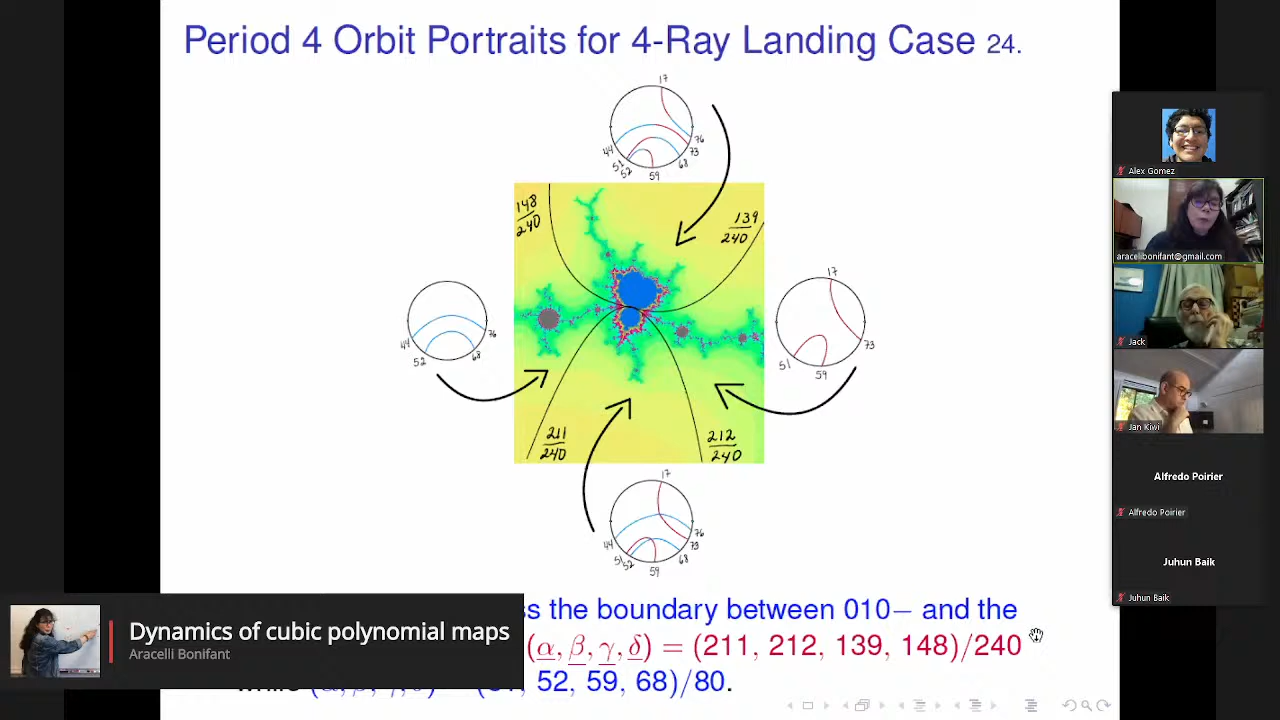 Period 4 Orbit Portraits for 4-Ray Landing Case 24.
17
44
76
73
51
52
68
59
148
240
139
240
44
76
52
68
17
51
59
73
211
240
212
240
17
44
76
73
51
52
68
59
the boundary between 010− and the
(α, β, γ, δ) = (211, 212, 139, 148)/240
52, 59, 68)/80.
Dynamics of cubic polynomial maps
Aracelli Bonifant
Alex Gomez
aracelibonifant@gmail.com
Jack
Jan Kiwi
Alfredo Poirier
Alfredo Poirier
Juhun Baik
Juhun Baik